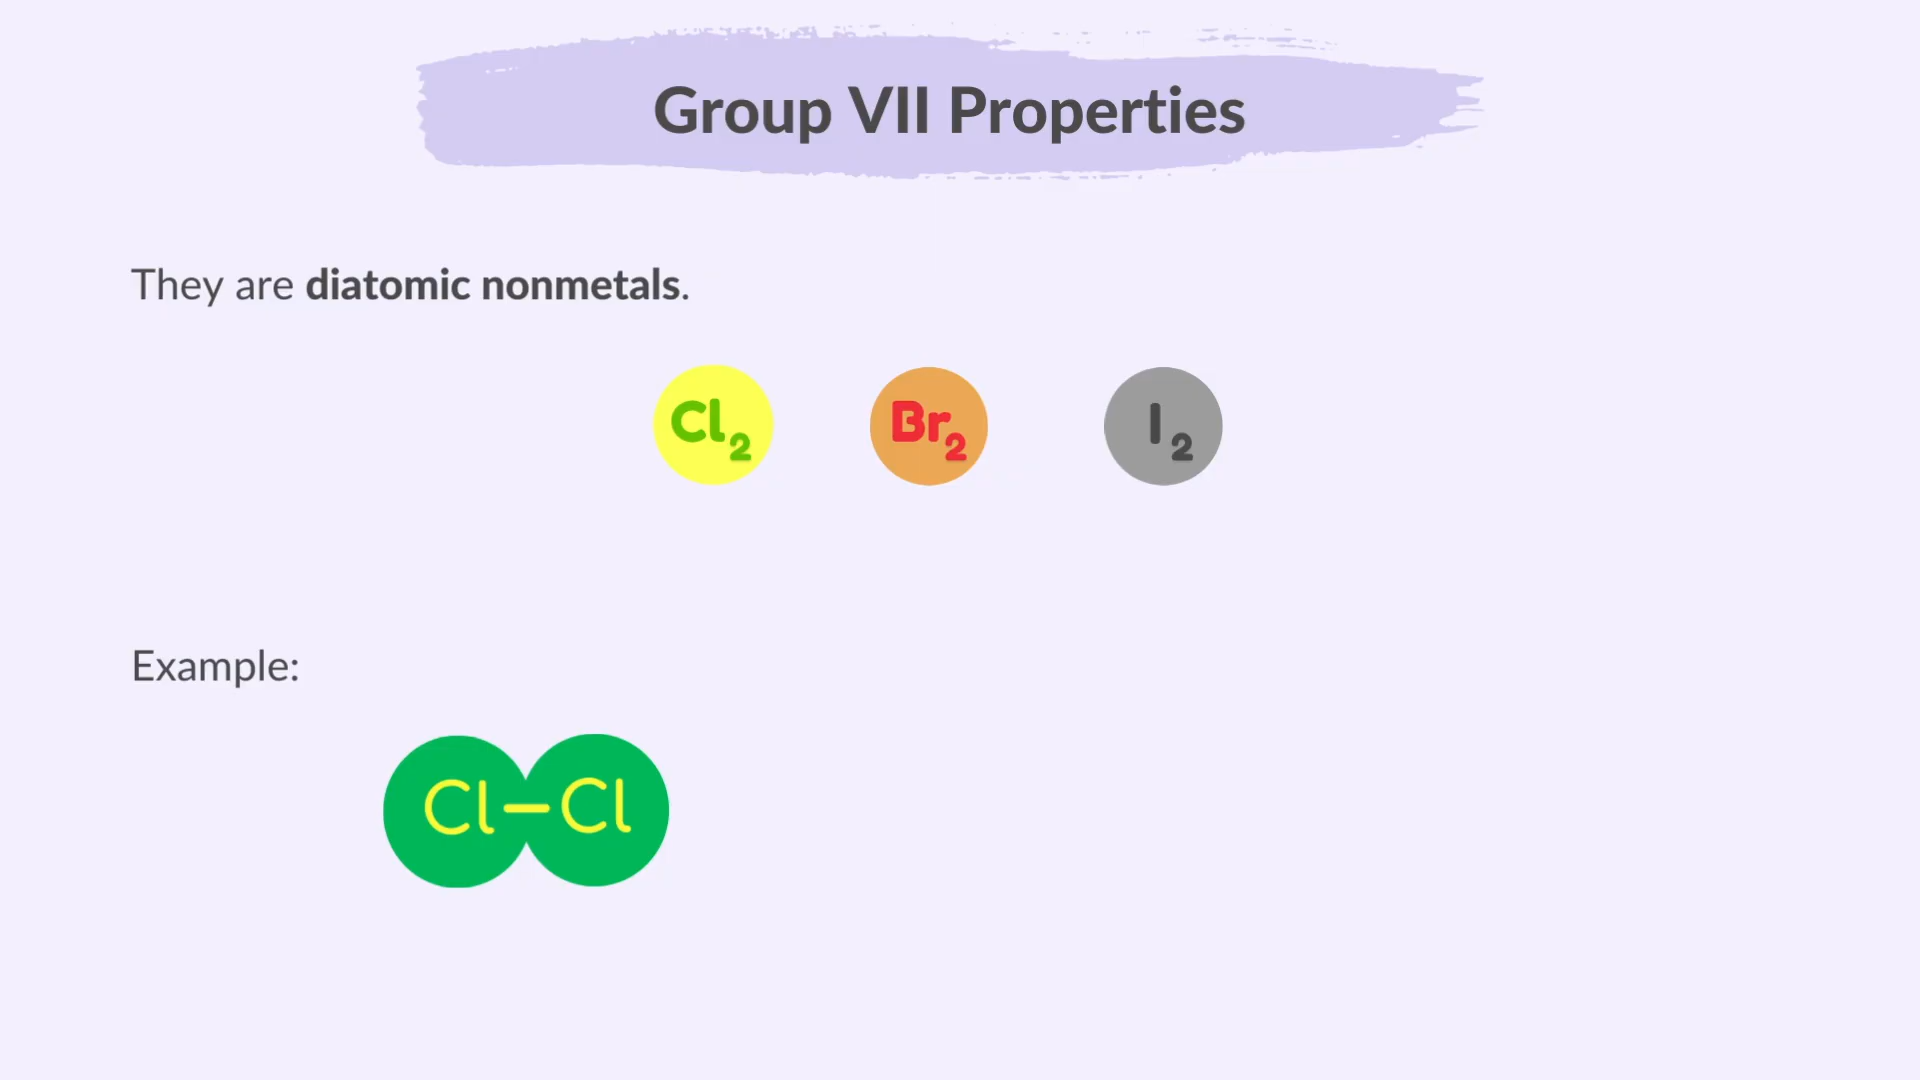 Group VII Properties
They are diatomic nonmetals.
Cl₂ Br₂ I₂
Example:
Cl–Cl